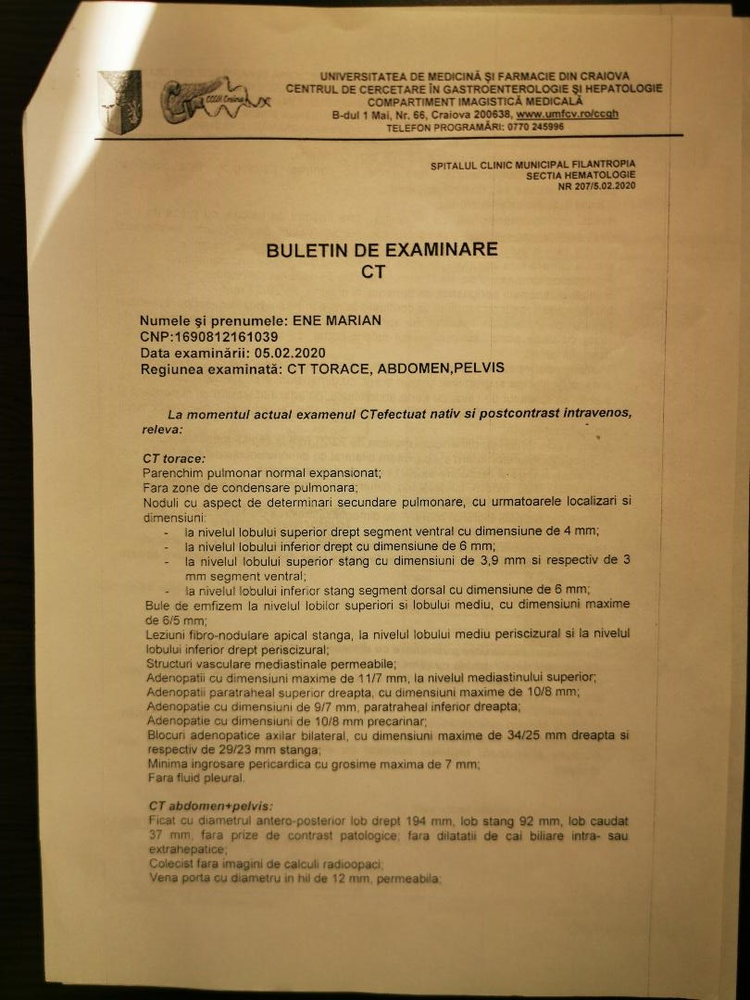 UNIVERSITATEA DE MEDICINĂ ŞI FARMACIE DIN CRAIOVA
CENTRUL DE CERCETARE ÎN GASTROENTEROLOGIE ŞI HEPATOLOGIE
COMPARTIMENT IMAGISTICĂ MEDICALĂ
B-dul 1 Mai, Nr. 66, Craiova 200638, www.umfcv.ro/ccgh
TELEFON PROGRAMĂRI: 0770 245996
SPITALUL CLINIC MUNICIPAL FILANTROPIA
SECTIA HEMATOLOGIE
NR 207/5.02.2020
BULETIN DE EXAMINARE
CT
Numele şi prenumele: ENE MARIAN
CNP:1690812161039
Data examinării: 05.02.2020
Regiunea examinată: CT TORACE, ABDOMEN,PELVIS
La momentul actual examenul CTefectuat nativ si postcontrast intravenos,
releva:
CT torace:
Parenchim pulmonar normal expansionat;
Fara zone de condensare pulmonara;
Noduli cu aspect de determinari secundare pulmonare, cu urmatoarele localizari si
dimensiuni:
- la nivelul lobului superior drept segment ventral cu dimensiune de 4 mm;
- la nivelul lobului inferior drept cu dimensiune de 6 mm;
- la nivelul lobului superior stang cu dimensiuni de 3,9 mm si respectiv de 3
mm segment ventral;
- la nivelul lobului inferior stang segment dorsal cu dimensiune de 6 mm;
Bule de emfizem la nivelul lobilor superiori si lobului mediu, cu dimensiuni maxime
de 6/5 mm;
Leziuni fibro-nodulare apical stanga, la nivelul lobului mediu periscizural si la nivelul
lobului inferior drept periscizural;
Structuri vasculare mediastinale permeabile;
Adenopatii cu dimensiuni maxime de 11/7 mm, la nivelul mediastinului superior;
Adenopatii paratraheal superior dreapta, cu dimensiuni maxime de 10/8 mm;
Adenopatie cu dimensiuni de 9/7 mm, paratraheal inferior dreapta;
Adenopatie cu dimensiuni de 10/8 mm precarinar;
Blocuri adenopatice axilar bilateral, cu dimensiuni maxime de 34/25 mm dreapta si
respectiv de 29/23 mm stanga;
Minima ingrosare pericardica cu grosime maxima de 7 mm;
Fara fluid pleural.
CT abdomen+pelvis:
Ficat cu diametrul antero-posterior lob drept 194 mm, lob stang 92 mm, lob caudat
37 mm, fara prize de contrast patologice, fara dilatatii de cai biliare intra- sau
extrahepatice;
Colecist fara imagini de calculi radioopaci;
Vena porta cu diametru in hil de 12 mm, permeabila;